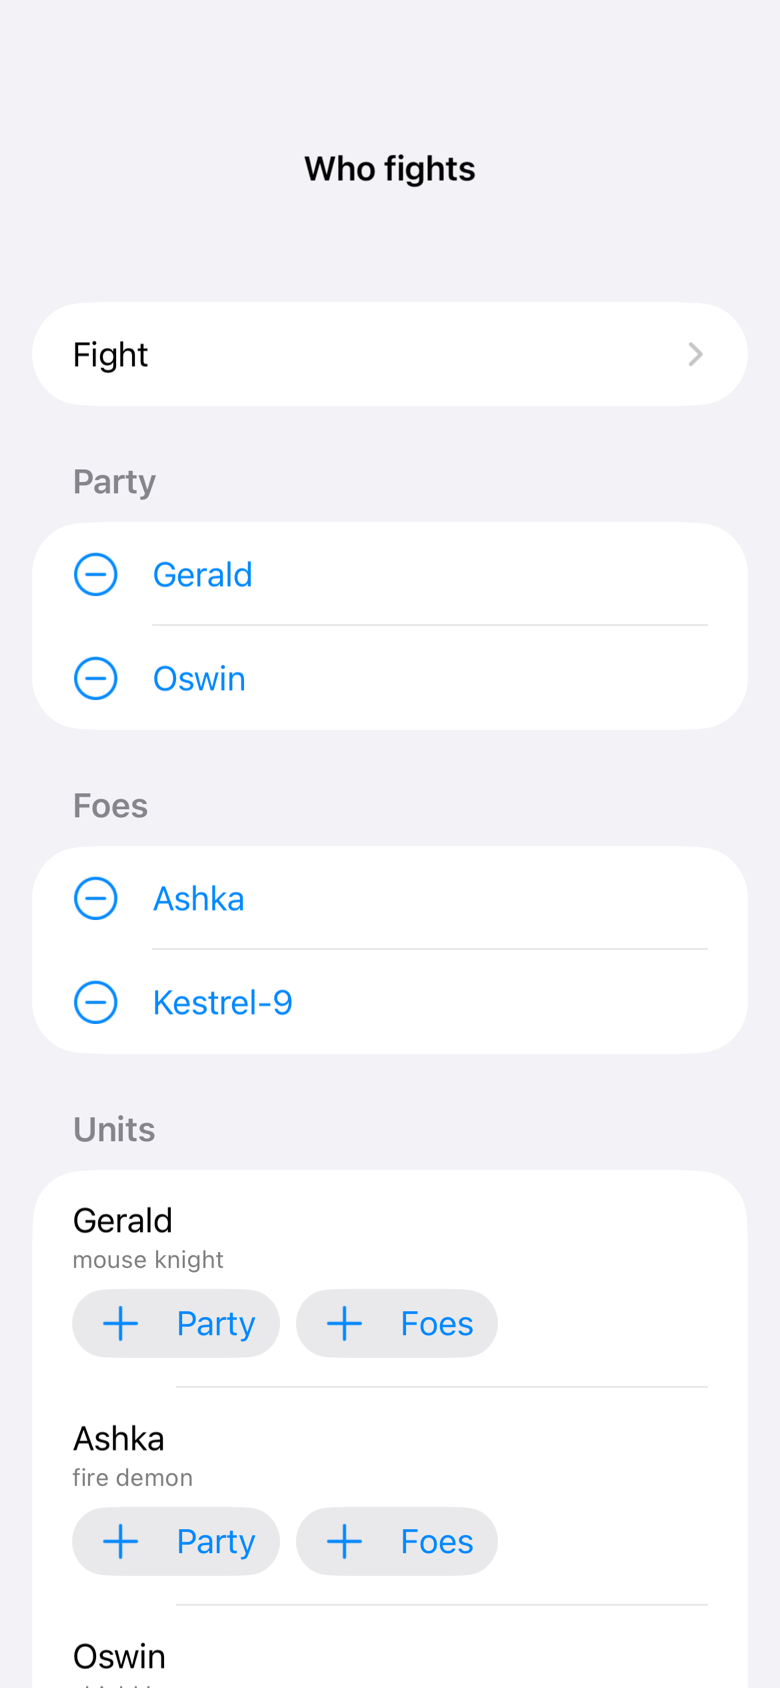 Who fights
Fight
Party
Gerald
Oswin
Foes
Ashka
Kestrel-9
Units
Gerald
mouse knight
Party Foes
Ashka
fire demon
Party Foes
Oswin